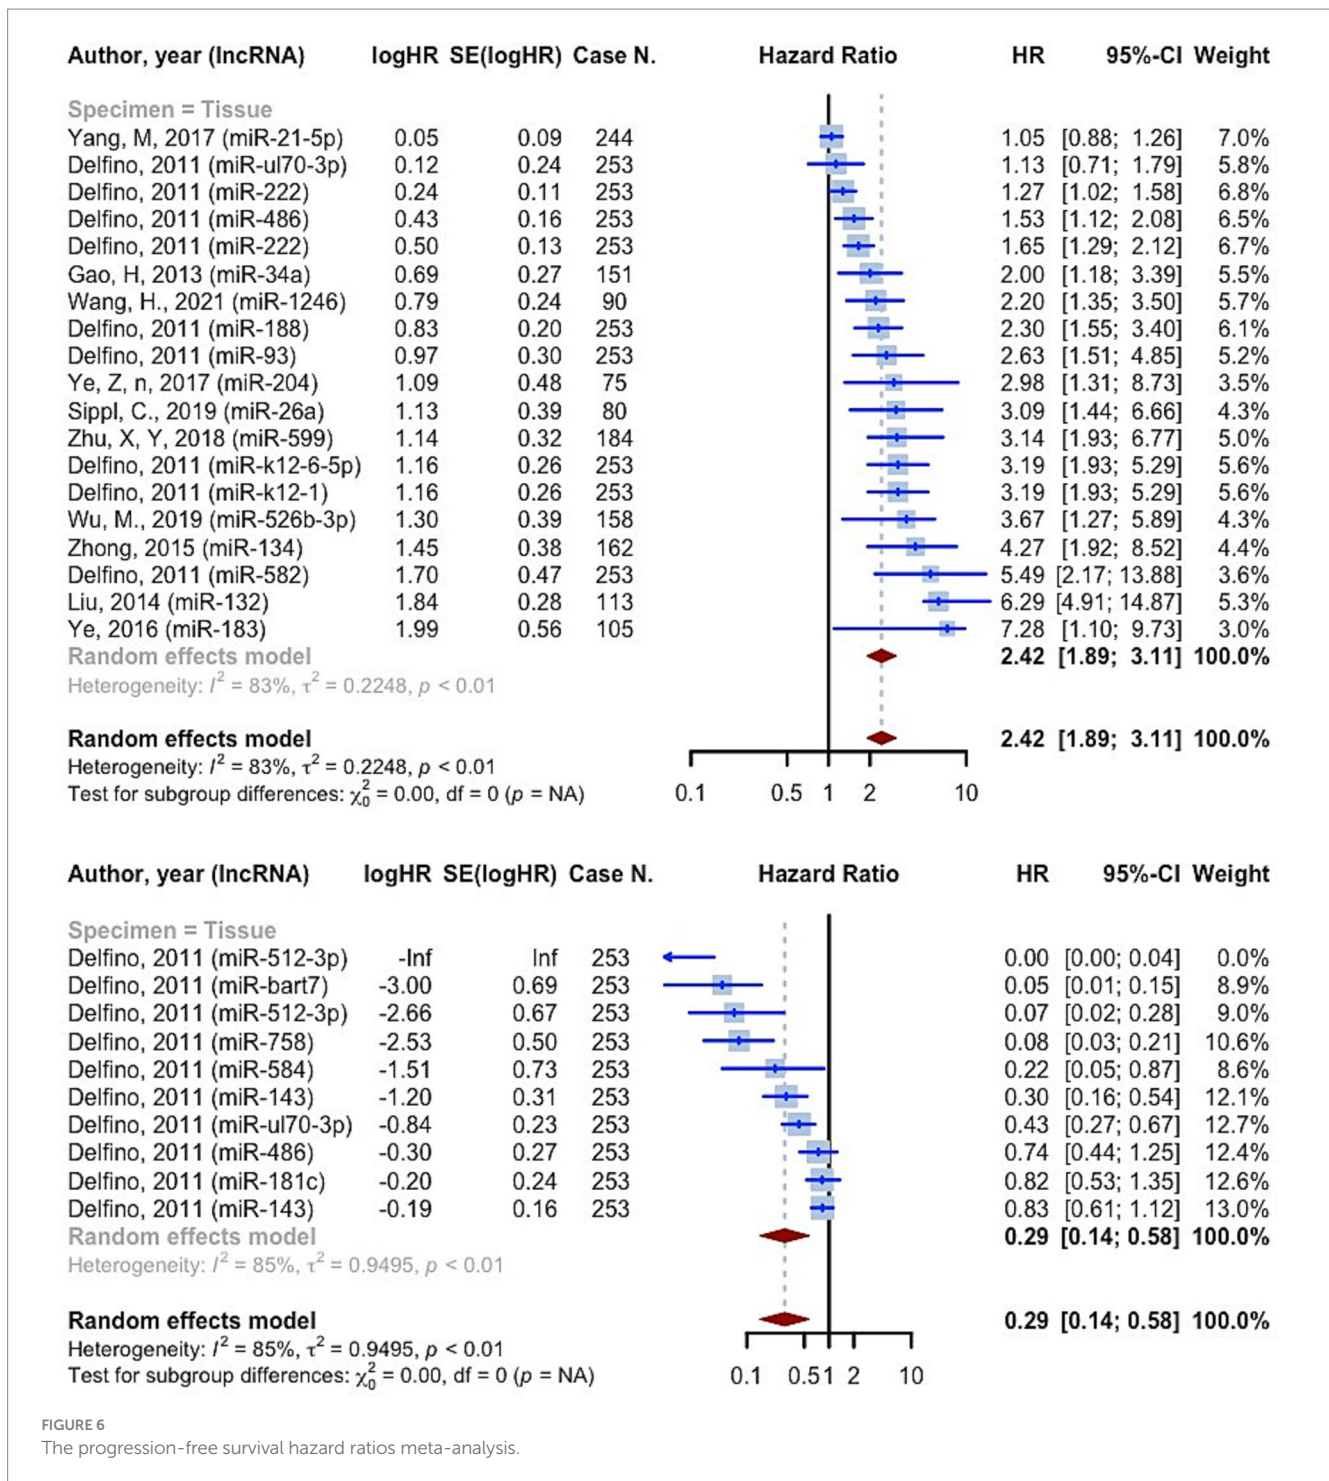 Author, year (lncRNA) logHR SE(logHR) Case N. Hazard Ratio HR 95%-CI Weight
Specimen = Tissue
Yang, M, 2017 (miR-21-5p) 0.05 0.09 244 1.05 [0.88; 1.26] 7.0%
Delfino, 2011 (miR-ul70-3p) 0.12 0.24 253 1.13 [0.71; 1.79] 5.8%
Delfino, 2011 (miR-222) 0.24 0.11 253 1.27 [1.02; 1.58] 6.8%
Delfino, 2011 (miR-486) 0.43 0.16 253 1.53 [1.12; 2.08] 6.5%
Delfino, 2011 (miR-222) 0.50 0.13 253 1.65 [1.29; 2.12] 6.7%
Gao, H, 2013 (miR-34a) 0.69 0.27 151 2.00 [1.18; 3.39] 5.5%
Wang, H., 2021 (miR-1246) 0.79 0.24 90 2.20 [1.35; 3.50] 5.7%
Delfino, 2011 (miR-188) 0.83 0.20 253 2.30 [1.55; 3.40] 6.1%
Delfino, 2011 (miR-93) 0.97 0.30 253 2.63 [1.51; 4.85] 5.2%
Ye, Z, n, 2017 (miR-204) 1.09 0.48 75 2.98 [1.31; 8.73] 3.5%
Sippl, C., 2019 (miR-26a) 1.13 0.39 80 3.09 [1.44; 6.66] 4.3%
Zhu, X, Y, 2018 (miR-599) 1.14 0.32 184 3.14 [1.93; 6.77] 5.0%
Delfino, 2011 (miR-k12-6-5p) 1.16 0.26 253 3.19 [1.93; 5.29] 5.6%
Delfino, 2011 (miR-k12-1) 1.16 0.26 253 3.19 [1.93; 5.29] 5.6%
Wu, M., 2019 (miR-526b-3p) 1.30 0.39 158 3.67 [1.27; 5.89] 4.3%
Zhong, 2015 (miR-134) 1.45 0.38 162 4.27 [1.92; 8.52] 4.4%
Delfino, 2011 (miR-582) 1.70 0.47 253 5.49 [2.17; 13.88] 3.6%
Liu, 2014 (miR-132) 1.84 0.28 113 6.29 [4.91; 14.87] 5.3%
Ye, 2016 (miR-183) 1.99 0.56 105 7.28 [1.10; 9.73] 3.0%
Random effects model 2.42 [1.89; 3.11] 100.0%
Heterogeneity: I² = 83%, τ² = 0.2248, p < 0.01
Random effects model 2.42 [1.89; 3.11] 100.0%
Heterogeneity: I² = 83%, τ² = 0.2248, p < 0.01
Test for subgroup differences: χ²₀ = 0.00, df = 0 (p = NA) 0.1 0.5 1 2 10
Author, year (lncRNA) logHR SE(logHR) Case N. Hazard Ratio HR 95%-CI Weight
Specimen = Tissue
Delfino, 2011 (miR-512-3p) -Inf Inf 253 0.00 [0.00; 0.04] 0.0%
Delfino, 2011 (miR-bart7) -3.00 0.69 253 0.05 [0.01; 0.15] 8.9%
Delfino, 2011 (miR-512-3p) -2.66 0.67 253 0.07 [0.02; 0.28] 9.0%
Delfino, 2011 (miR-758) -2.53 0.50 253 0.08 [0.03; 0.21] 10.6%
Delfino, 2011 (miR-584) -1.51 0.73 253 0.22 [0.05; 0.87] 8.6%
Delfino, 2011 (miR-143) -1.20 0.31 253 0.30 [0.16; 0.54] 12.1%
Delfino, 2011 (miR-ul70-3p) -0.84 0.23 253 0.43 [0.27; 0.67] 12.7%
Delfino, 2011 (miR-486) -0.30 0.27 253 0.74 [0.44; 1.25] 12.4%
Delfino, 2011 (miR-181c) -0.20 0.24 253 0.82 [0.53; 1.35] 12.6%
Delfino, 2011 (miR-143) -0.19 0.16 253 0.83 [0.61; 1.12] 13.0%
Random effects model 0.29 [0.14; 0.58] 100.0%
Heterogeneity: I² = 85%, τ² = 0.9495, p < 0.01
Random effects model 0.29 [0.14; 0.58] 100.0%
Heterogeneity: I² = 85%, τ² = 0.9495, p < 0.01
Test for subgroup differences: χ²₀ = 0.00, df = 0 (p = NA) 0.1 0.5 1 2 10
FIGURE 6
The progression-free survival hazard ratios meta-analysis.